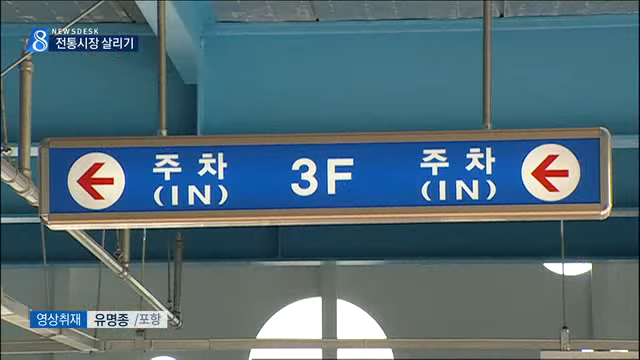 8 NEWSDESK
전통시장 살리기
주차 3F 주차
(IN) (IN)
영상취재 유명종 /포항